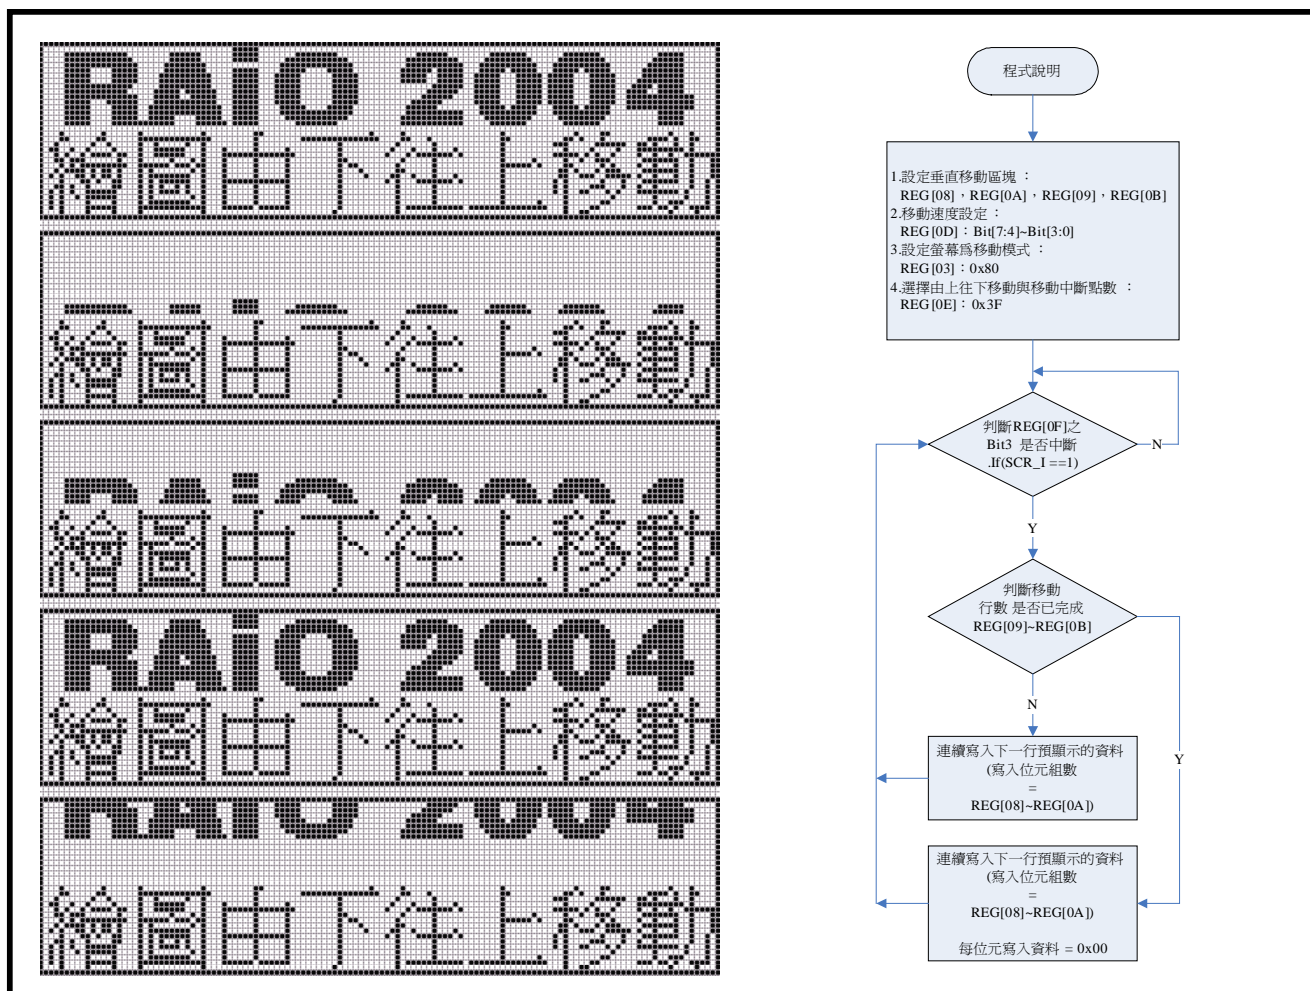 RAiO 2004
繪圖由下往上移動
繪圖由下往上移動
繪圖由下往上移動
RAiO 2004
繪圖由下往上移動
RAiO 2004
繪圖由下往上移動
程式說明
1.設定垂直移動區塊：
REG[08]，REG[0A]，REG[09]，REG[0B]
2.移動速度設定：
REG[0D]：Bit[7:4]~Bit[3:0]
3.設定螢幕爲移動模式：
REG[03]：0x80
4.選擇由上往下移動與移動中斷點數：
REG[0E]：0x3F
判斷REG[0F]之
Bit3 是否中斷
.If(SCR_I ==1)
N
Y
判斷移動
行數 是否已完成
REG[09]~REG[0B]
N
Y
連續寫入下一行預顯示的資料
(寫入位元組數
=
REG[08]~REG[0A])
連續寫入下一行預顯示的資料
(寫入位元組數
=
REG[08]~REG[0A])
每位元寫入資料 = 0x00